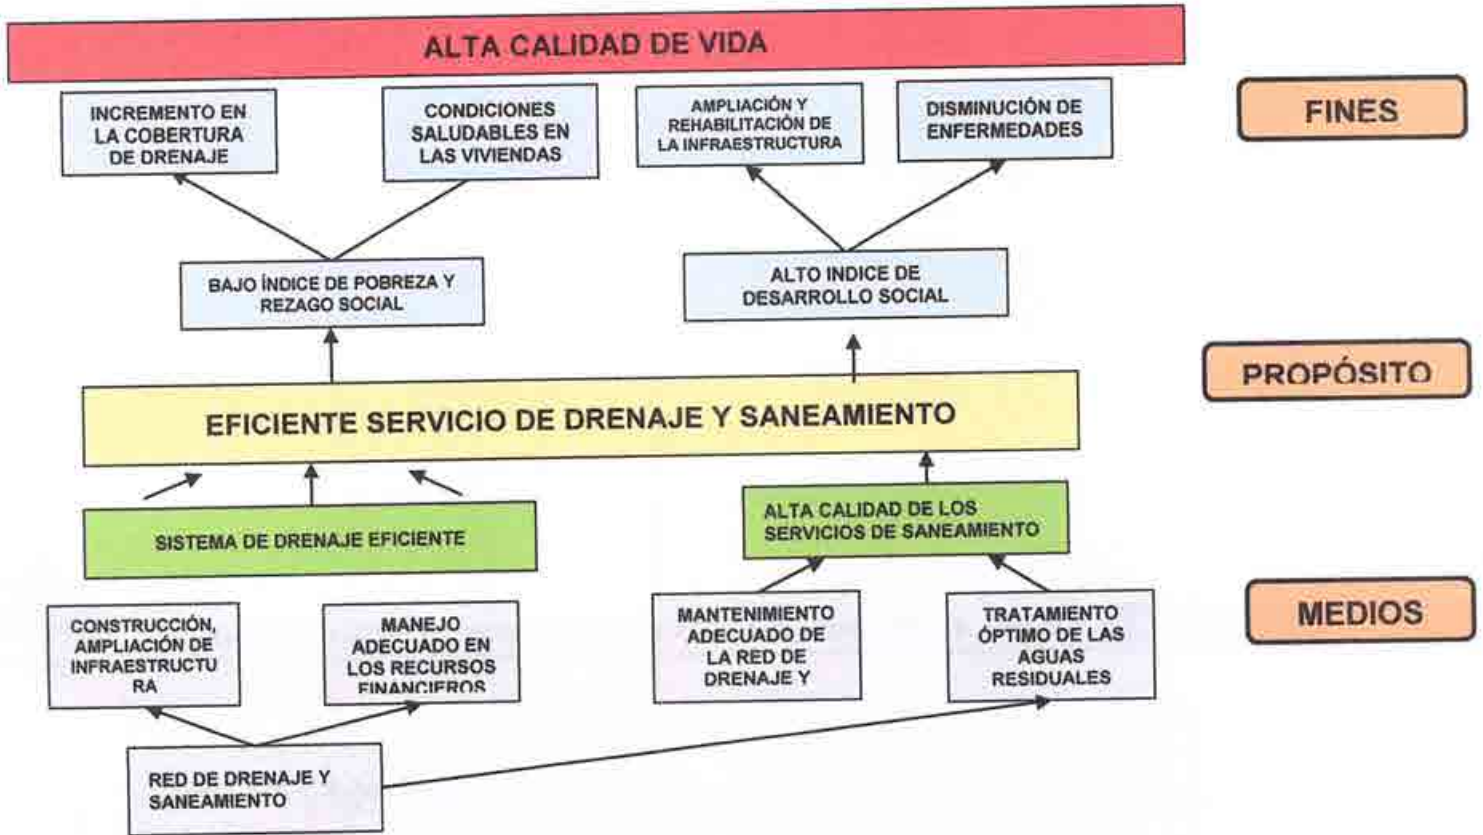 ALTA CALIDAD DE VIDA
INCREMENTO EN
LA COBERTURA
DE DRENAJE
CONDICIONES
SALUDABLES EN
LAS VIVIENDAS
AMPLIACIÓN Y
REHABILITACIÓN DE
LA INFRAESTRUCTURA
DISMINUCIÓN DE
ENFERMEDADES
FINES
BAJO ÍNDICE DE POBREZA Y
REZAGO SOCIAL
ALTO INDICE DE
DESARROLLO SOCIAL
PROPÓSITO
EFICIENTE SERVICIO DE DRENAJE Y SANEAMIENTO
SISTEMA DE DRENAJE EFICIENTE
ALTA CALIDAD DE LOS
SERVICIOS DE SANEAMIENTO
CONSTRUCCIÓN,
AMPLIACIÓN DE
INFRAESTRUCTU
RA
MANEJO
ADECUADO EN
LOS RECURSOS
FINANCIEROS
MANTENIMIENTO
ADECUADO DE
LA RED DE
DRENAJE Y
TRATAMIENTO
ÓPTIMO DE LAS
AGUAS
RESIDUALES
MEDIOS
RED DE DRENAJE Y
SANEAMIENTO